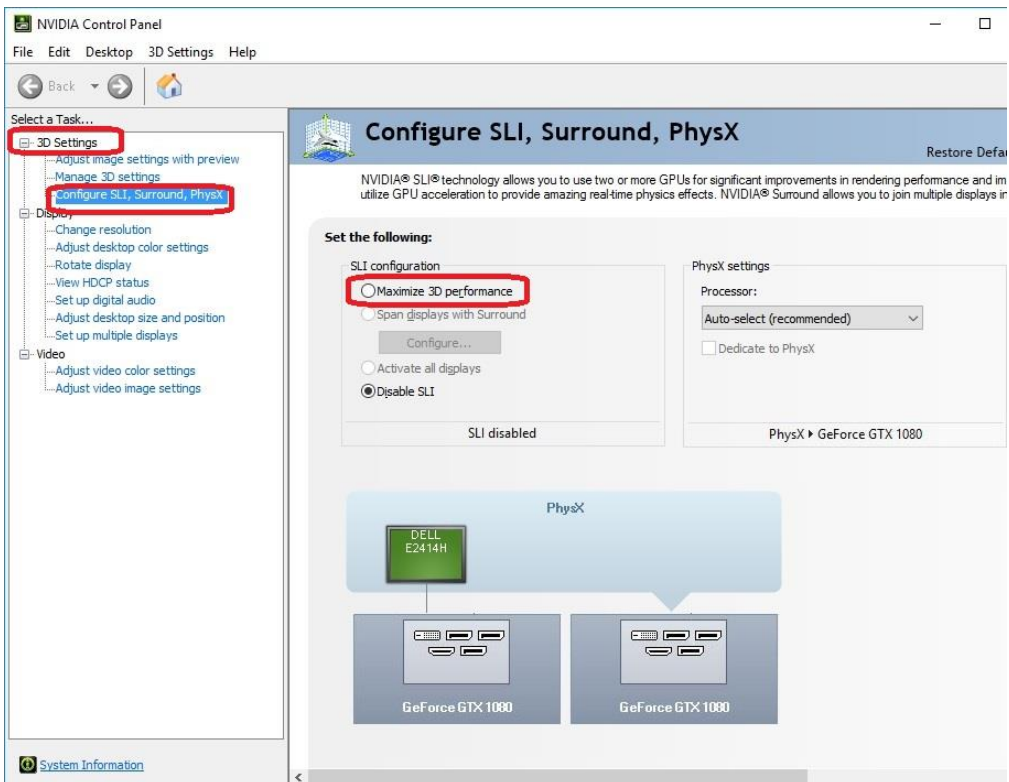 NVIDIA Control Panel
File Edit Desktop 3D Settings Help
Back
Select a Task...
3D Settings
Adjust image settings with preview
Manage 3D settings
Configure SLI, Surround, PhysX
Display
Change resolution
Adjust desktop color settings
Rotate display
View HDCP status
Set up digital audio
Adjust desktop size and position
Set up multiple displays
Video
Adjust video color settings
Adjust video image settings
System Information
Configure SLI, Surround, PhysX
Restore Defau
NVIDIA® SLI® technology allows you to use two or more GPUs for significant improvements in rendering performance and im
utilize GPU acceleration to provide amazing real-time physics effects. NVIDIA® Surround allows you to join multiple displays in
Set the following:
SLI configuration
Maximize 3D performance
Span displays with Surround
Configure...
Activate all displays
Disable SLI
SLI disabled
PhysX settings
Processor:
Auto-select (recommended)
Dedicate to PhysX
PhysX ▸ GeForce GTX 1080
PhysX
DELL
E2414H
GeForce GTX 1080
GeForce GTX 1080